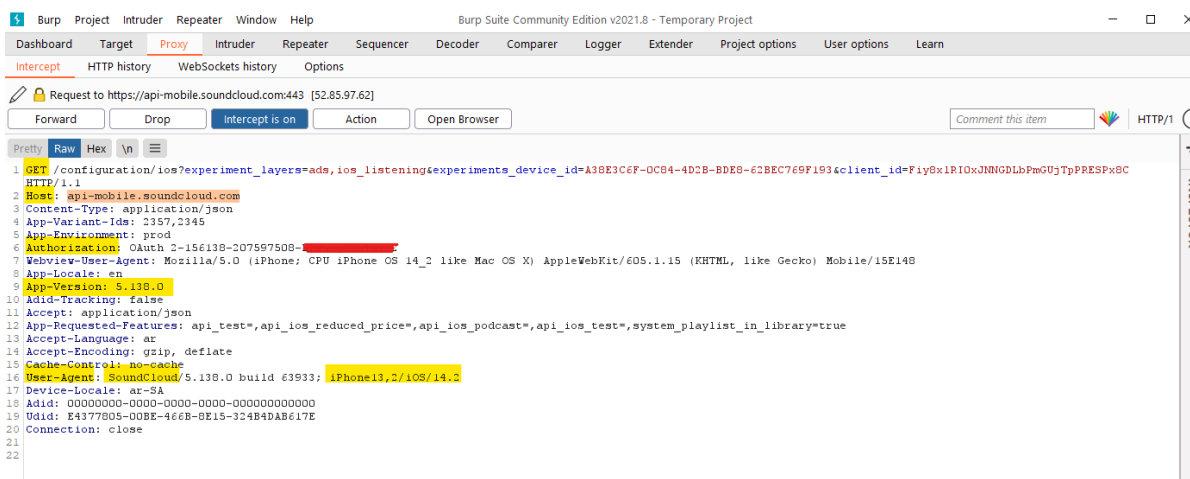 Burp Project Intruder Repeater Window Help Burp Suite Community Edition v2021.8 - Temporary Project
Dashboard Target Proxy Intruder Repeater Sequencer Decoder Comparer Logger Extender Project options User options Learn
Intercept HTTP history WebSockets history Options
Request to https://api-mobile.soundcloud.com:443 [52.85.97.62]
Forward Drop Intercept is on Action Open Browser Comment this item HTTP/1
Pretty Raw Hex \n
1 GET /configuration/ios?experiment_layers=ads,ios_listening&experiments_device_id=A38E3C6F-0C84-4D2B-BDE8-62BEC769F193&client_id=Fiy8xlRIOxJNNGDLbPmGUjTpPRESPx8C
HTTP/1.1
2 Host: api-mobile.soundcloud.com
3 Content-Type: application/json
4 App-Variant-Ids: 2357,2345
5 App-Environment: prod
6 Authorization: OAuth 2-156138-207597508-
7 Webview-User-Agent: Mozilla/5.0 (iPhone; CPU iPhone OS 14_2 like Mac OS X) AppleWebKit/605.1.15 (KHTML, like Gecko) Mobile/15E148
8 App-Locale: en
9 App-Version: 5.138.0
10 Adid-Tracking: false
11 Accept: application/json
12 App-Requested-Features: api_test=,api_ios_reduced_price=,api_ios_podcast=,api_ios_test=,system_playlist_in_library=true
13 Accept-Language: ar
14 Accept-Encoding: gzip, deflate
15 Cache-Control: no-cache
16 User-Agent: SoundCloud/5.138.0 build 63933; iPhone13,2/iOS/14.2
17 Device-Locale: ar-SA
18 Adid: 00000000-0000-0000-0000-000000000000
19 Udid: E4377805-00BE-466B-8E15-324B4DAB617E
20 Connection: close
21
22